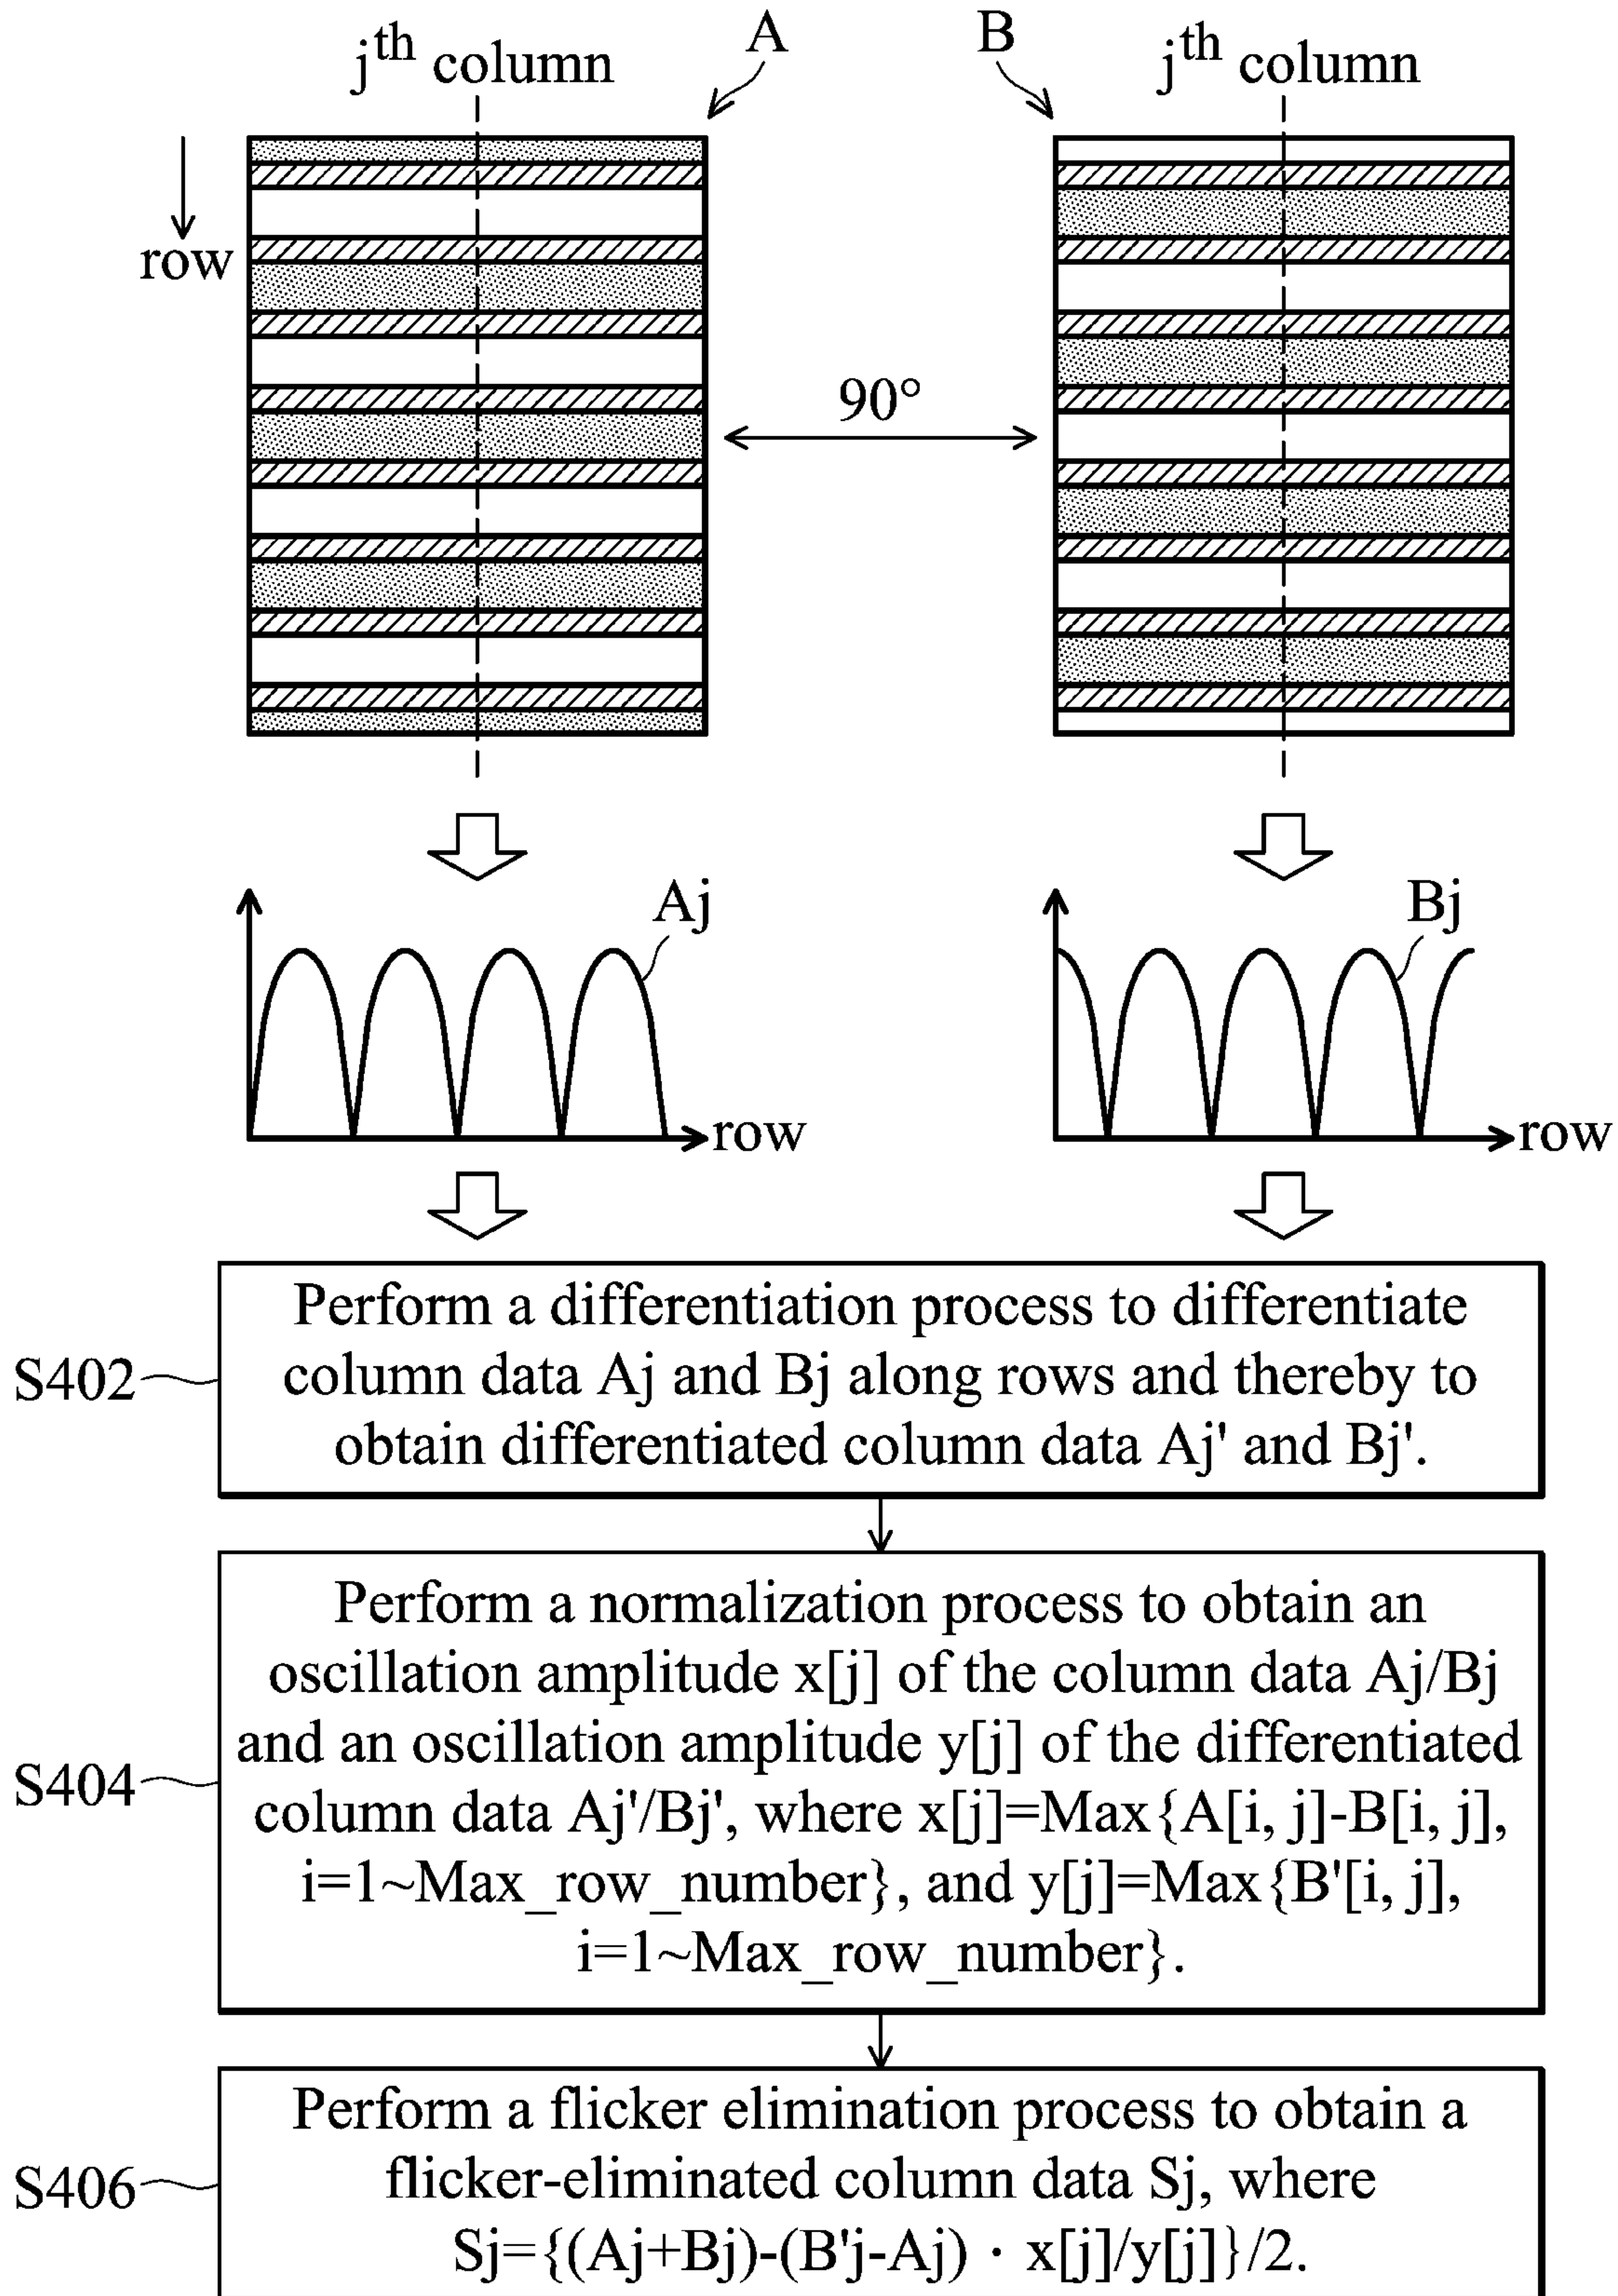 A
B
jth column
jth column
row
90°
Aj
Bj
row
row
S402
Perform a differentiation process to differentiate
column data Aj and Bj along rows and thereby to
obtain differentiated column data Aj' and Bj'.
S404
Perform a normalization process to obtain an
oscillation amplitude x[j] of the column data Aj/Bj
and an oscillation amplitude y[j] of the differentiated
column data Aj'/Bj', where x[j]=Max{A[i, j]-B[i, j],
i=1~Max_row_number}, and y[j]=Max{B'[i, j],
i=1~Max_row_number}.
S406
Perform a flicker elimination process to obtain a
flicker-eliminated column data Sj, where
Sj={(Aj+Bj)-(B'j-Aj) · x[j]/y[j]}/2.